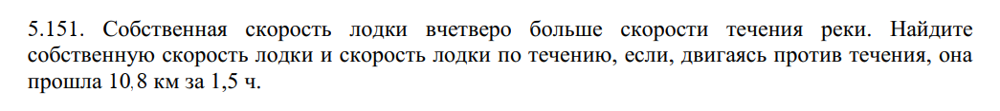 5.151. Собственная скорость лодки вчетверо больше скорости течения реки. Найдите
собственную скорость лодки и скорость лодки по течению, если, двигаясь против течения, она
прошла 10,8 км за 1,5 ч.